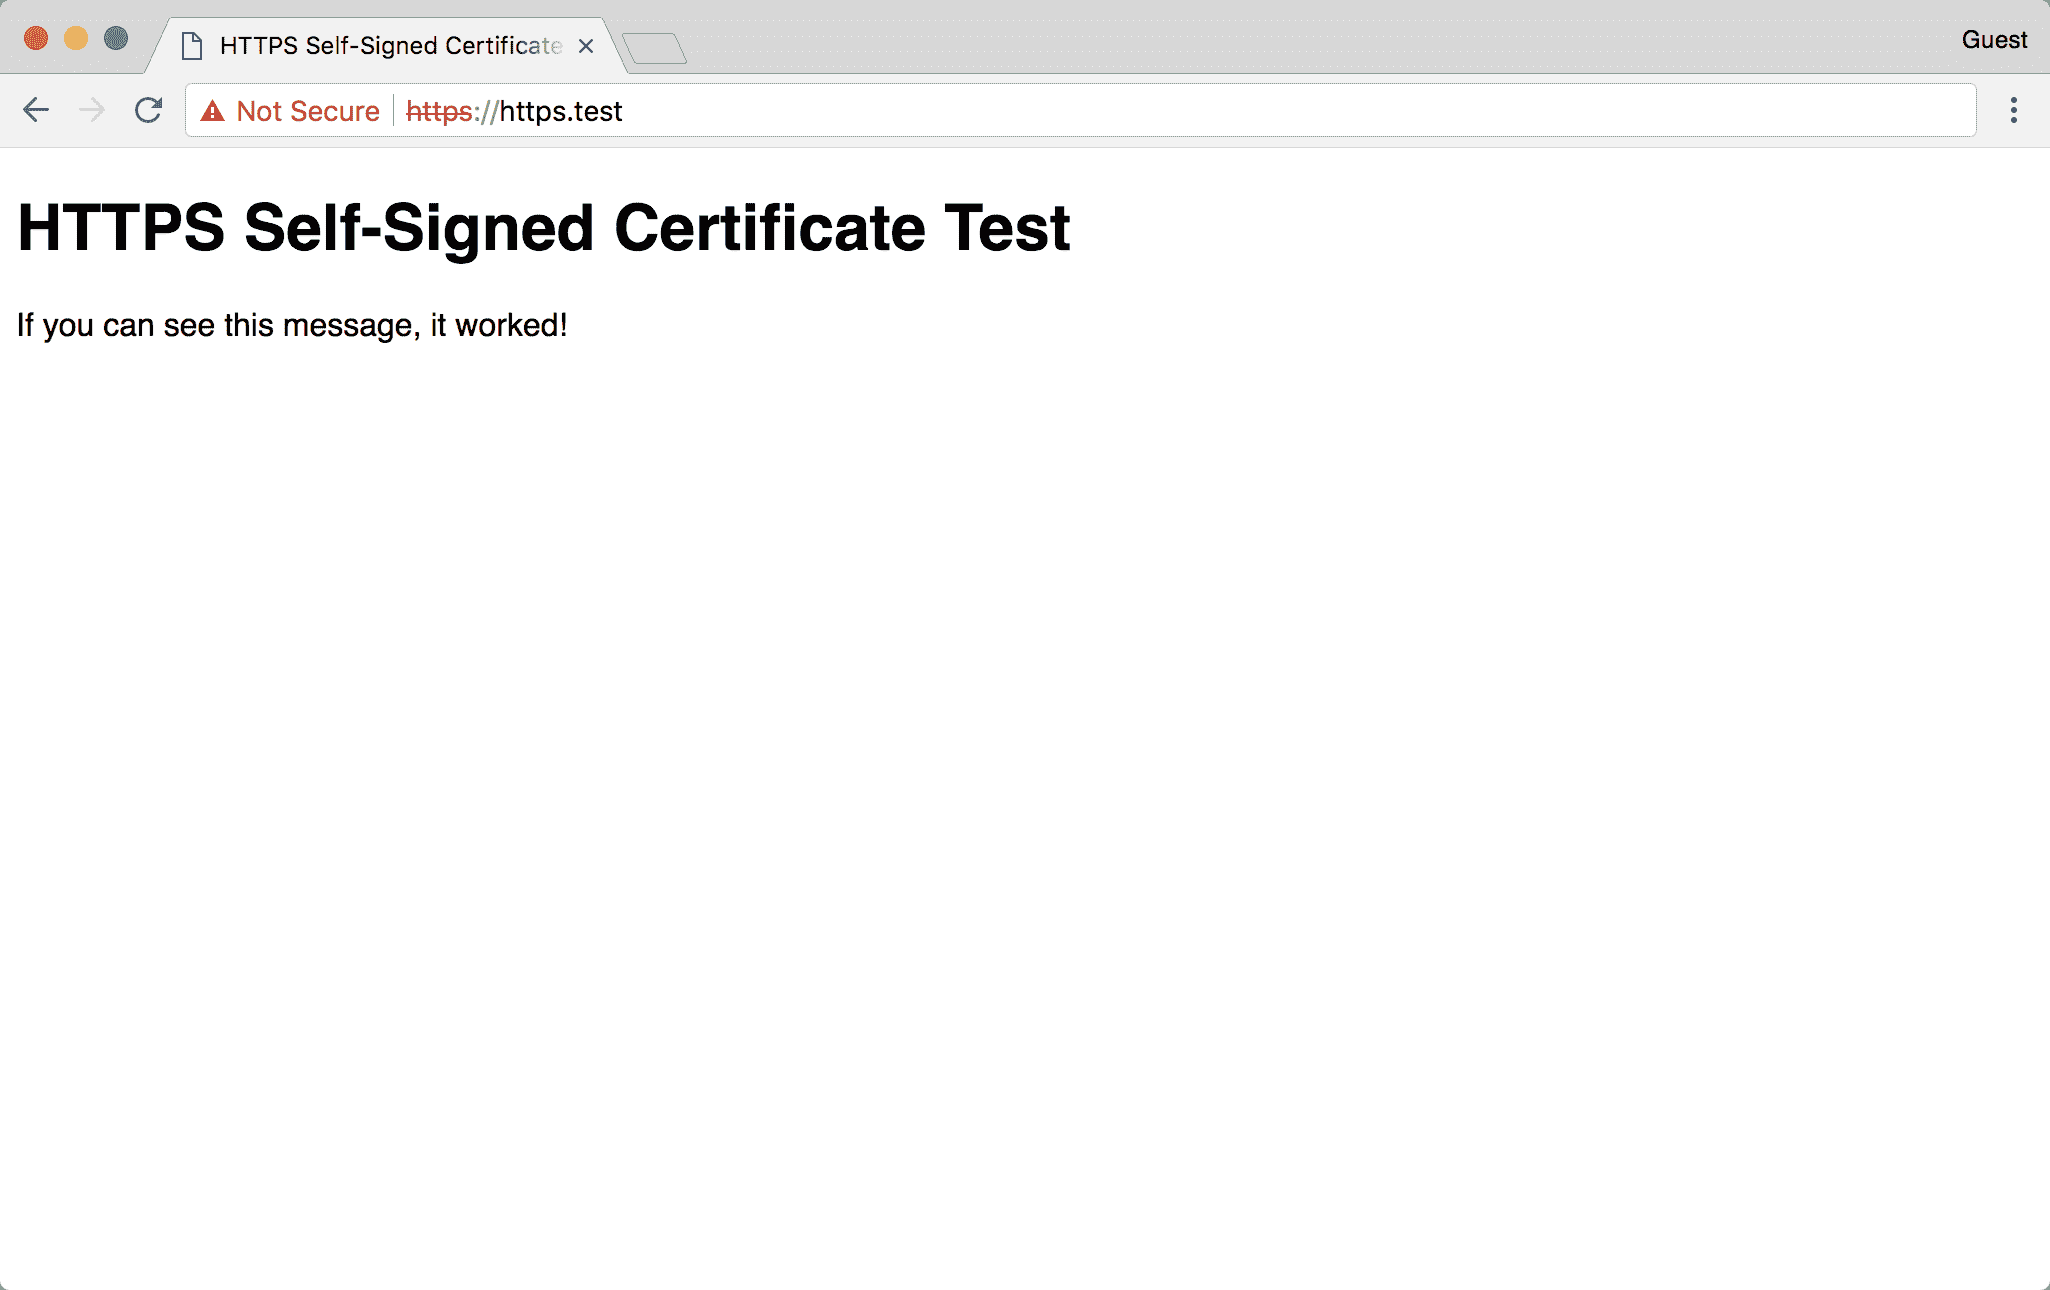 HTTPS Self-Signed Certificate
Guest
Not Secure
https://https.test
HTTPS Self-Signed Certificate Test
If you can see this message, it worked!